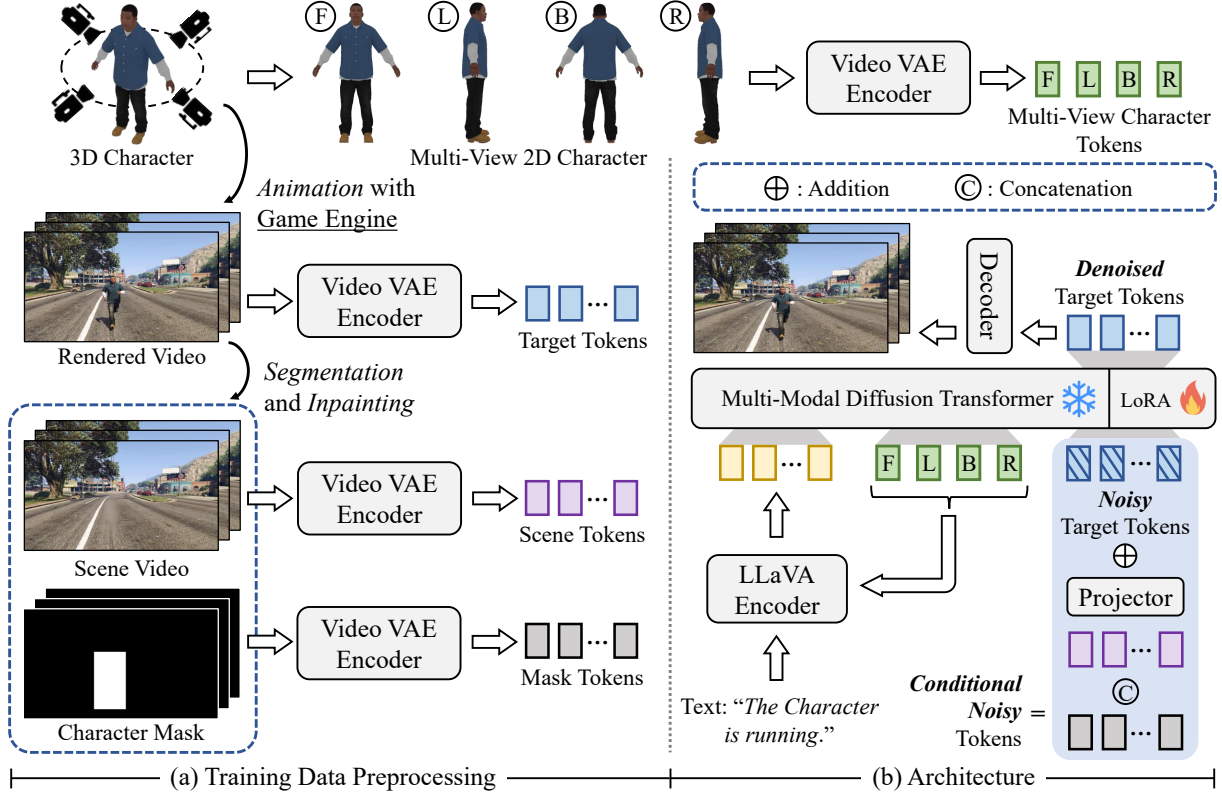 F
L
B
R
3D Character
Multi-View 2D Character
Video VAE
Encoder
F L B R
Multi-View Character
Tokens
Animation with
Game Engine
Rendered Video
Video VAE
Encoder
...
Target Tokens
Segmentation
and Inpainting
Scene Video
Video VAE
Encoder
...
Scene Tokens
Character Mask
Video VAE
Encoder
...
Mask Tokens
(a) Training Data Preprocessing
⊕ : Addition
Ⓒ : Concatenation
Decoder
Denoised
Target Tokens
...
Multi-Modal Diffusion Transformer
LoRA
...
F L B R
...
Noisy
Target Tokens
⊕
LLaVA
Encoder
Projector
...
Ⓒ
Text: “The Character
is running.”
Conditional
Noisy =
Tokens
...
(b) Architecture